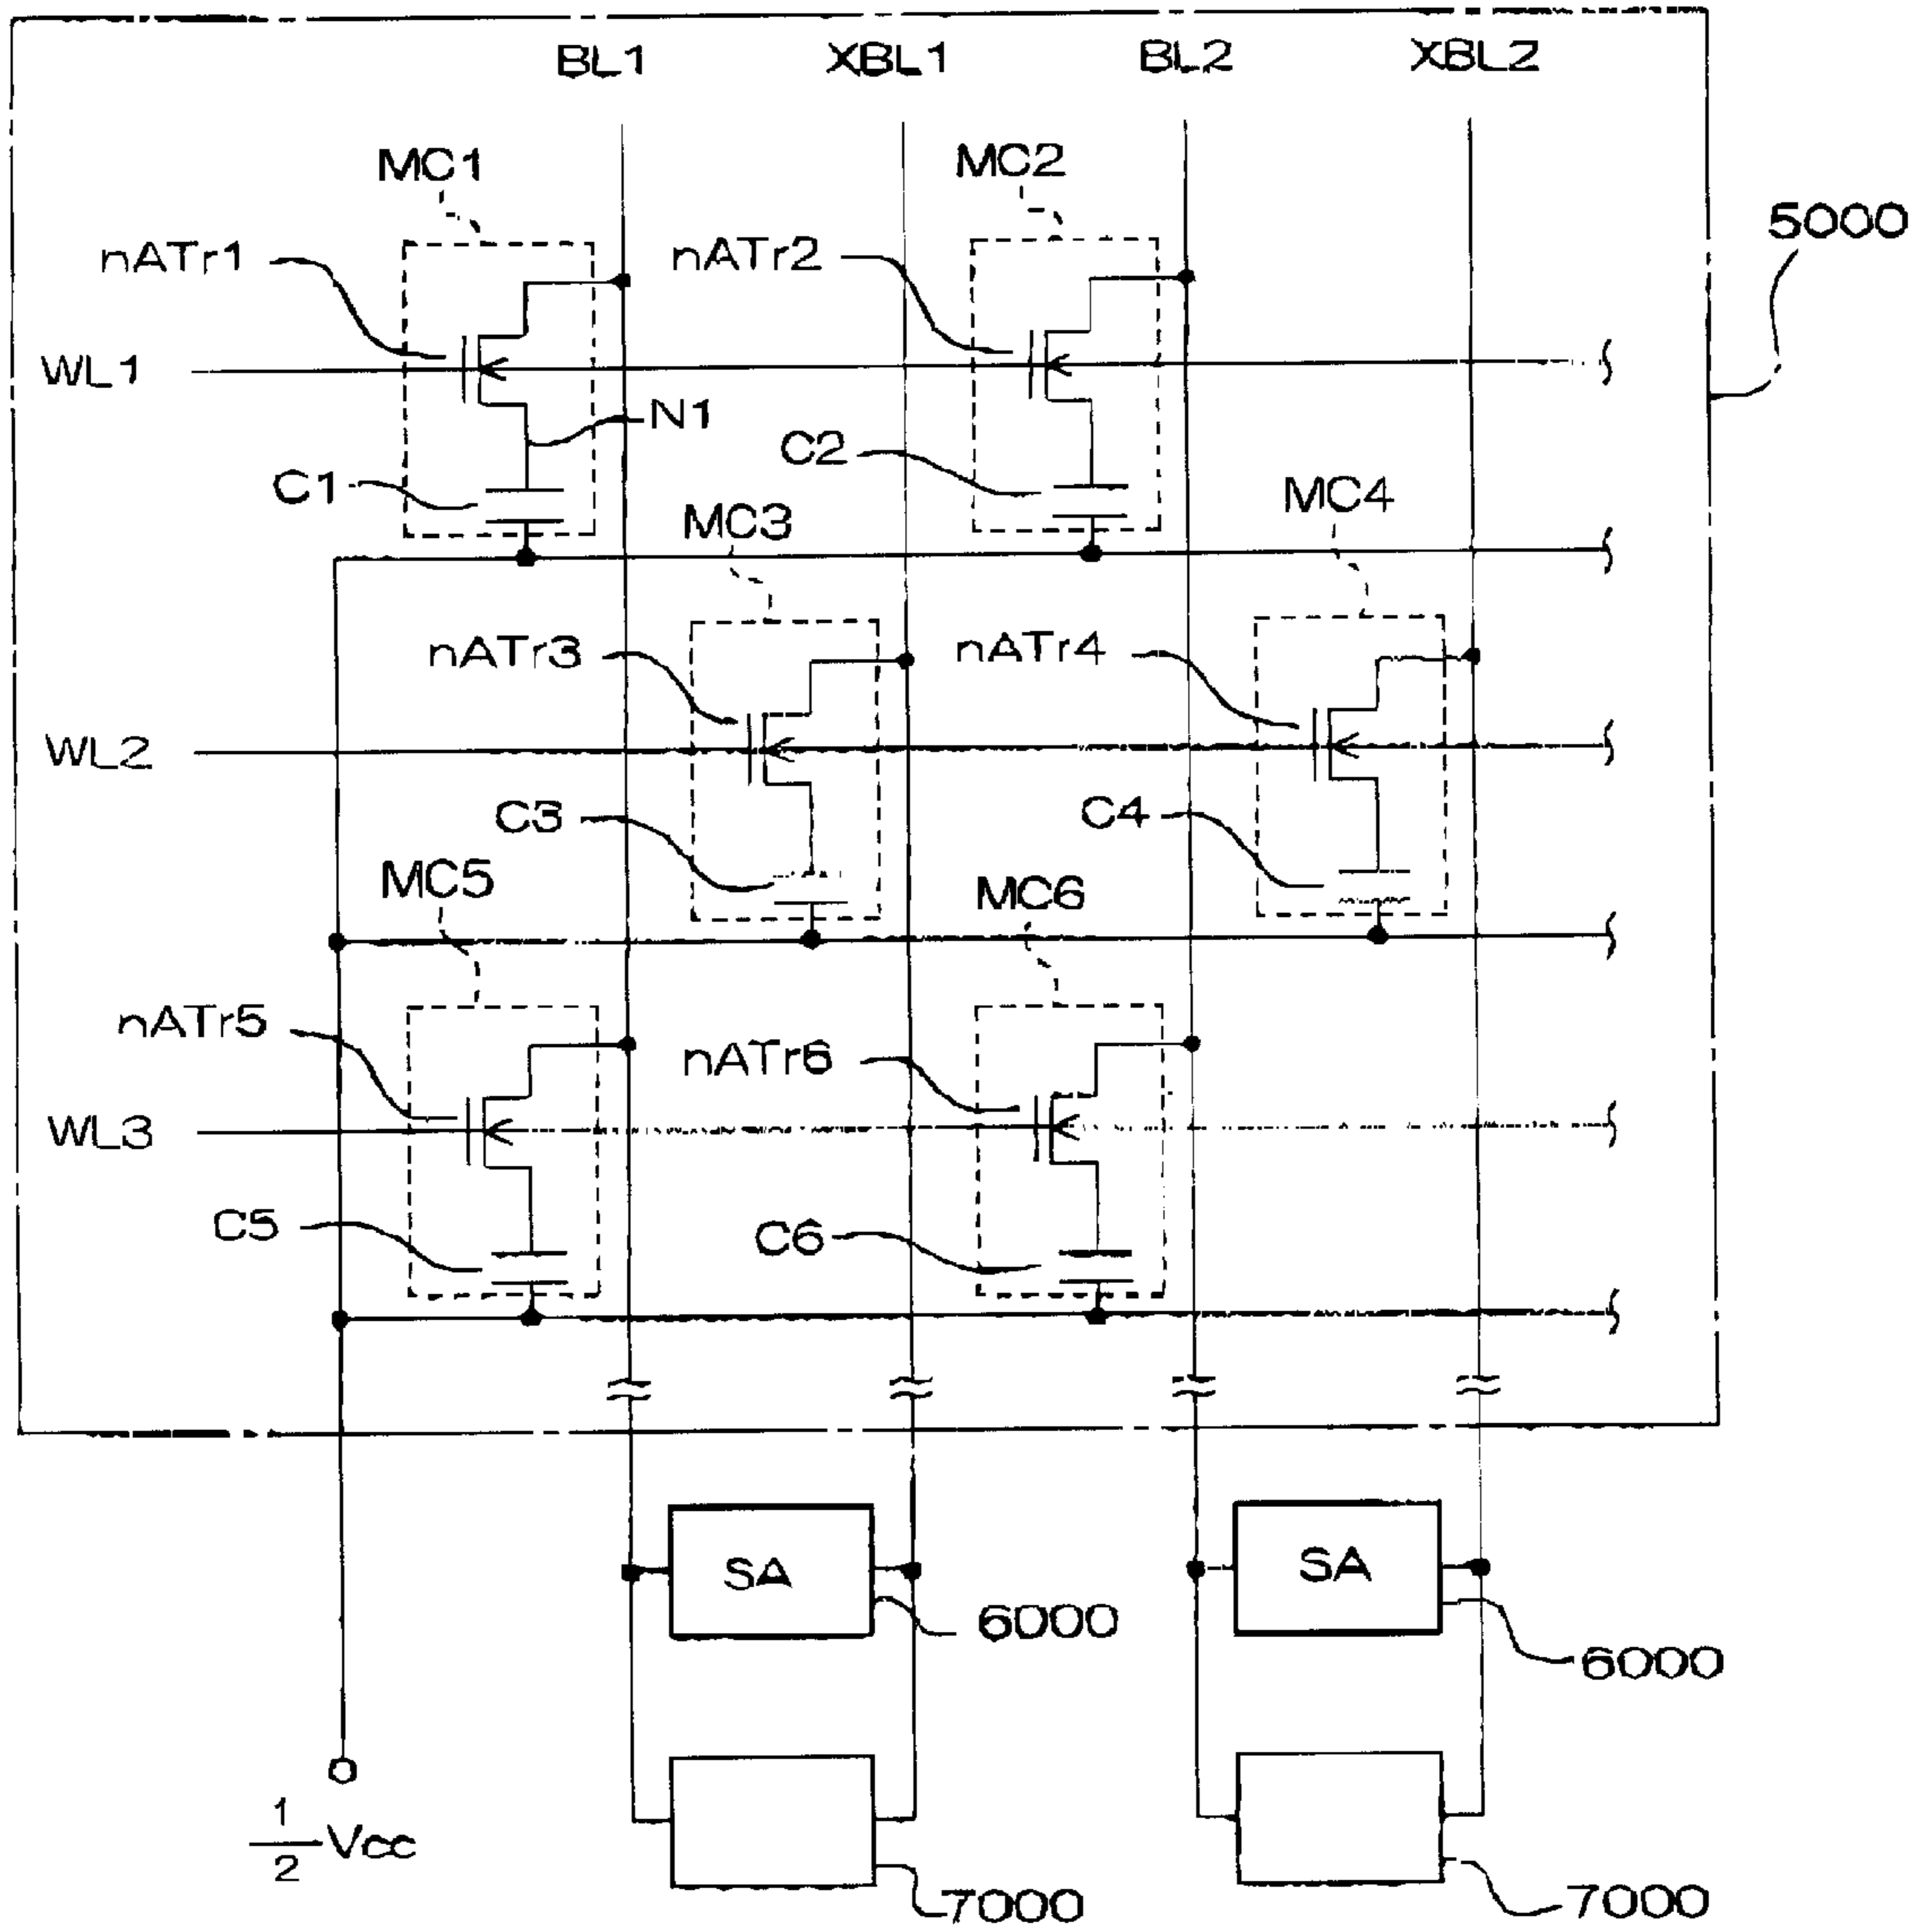 BL1 XBL1 BL2 XBL2
MC1 MC2
5000
nATr1 nATr2
WL1
N1
C1 C2
MC3 MC4
nATr3 nATr4
WL2
C3 C4
MC5 MC6
nATr5 nATr6
WL3
C5 C6
SA SA
6000 6000
1/2 Vcc
7000 7000